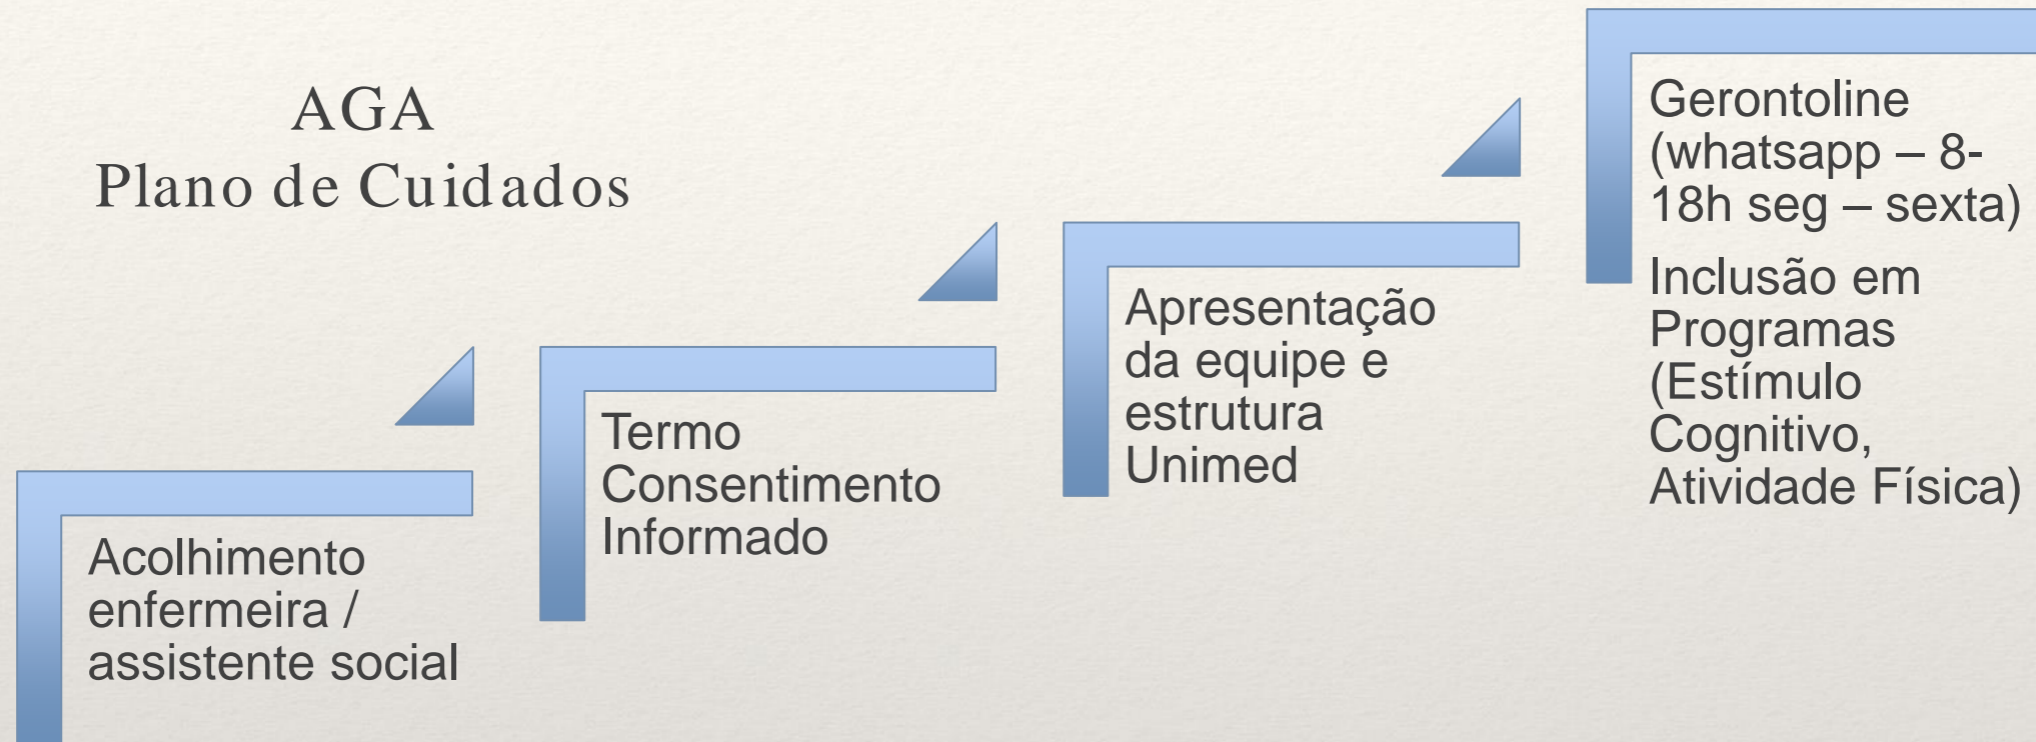 AGA
Plano de Cuidados
Acolhimento
enfermeira /
assistente social
Termo
Consentimento
Informado
Apresentação
da equipe e
estrutura
Unimed
Gerontoline
(whatsapp – 8-
18h seg – sexta)
Inclusão em
Programas
(Estímulo
Cognitivo,
Atividade Física)